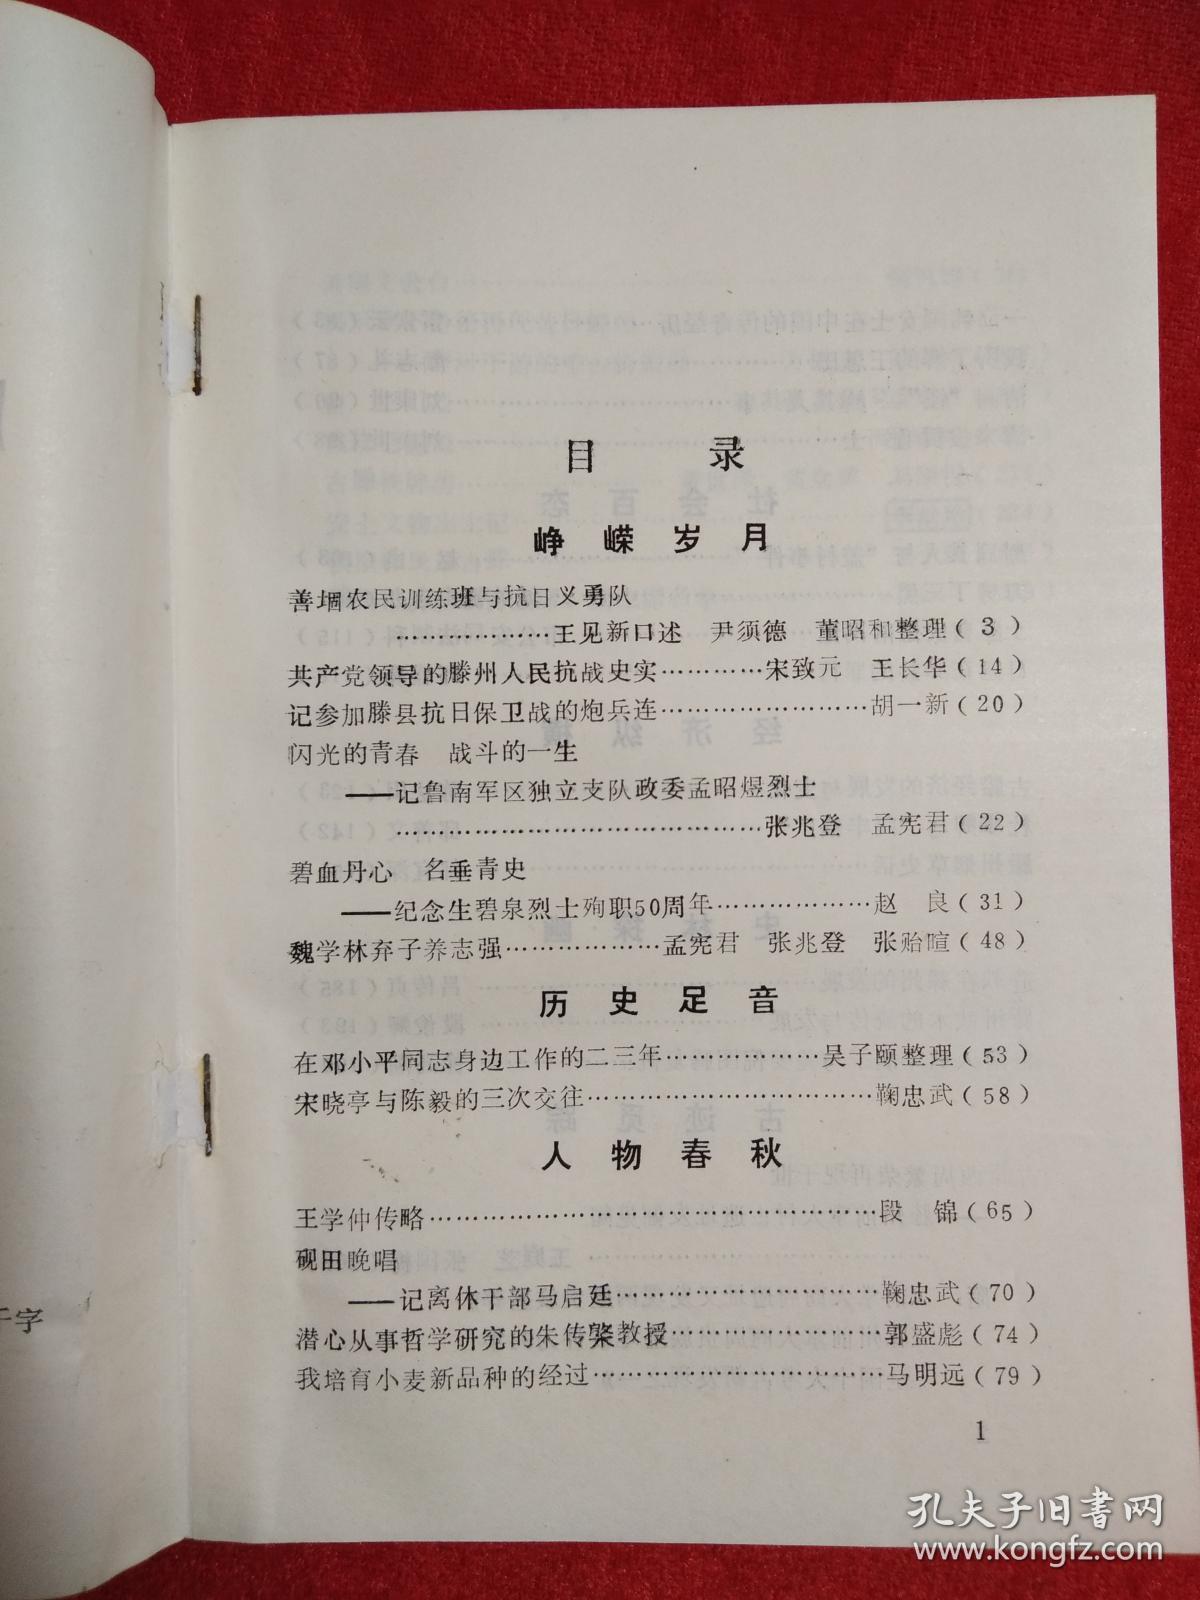 目 录
峥嵘岁月
善堌农民训练班与抗日义勇队
………………王见新口述 尹须德 董昭和整理(3)
共产党领导的滕州人民抗战史实…………宋致元 王长华(14)
记参加滕县抗日保卫战的炮兵连……………………胡一新(20)
闪光的青春 战斗的一生
——记鲁南军区独立支队政委孟昭煜烈士
……………………………………张兆登 孟宪君(22)
碧血丹心 名垂青史
——纪念生碧泉烈士殉职50周年………………赵 良(31)
魏学林弃子养志强………………孟宪君 张兆登 张贻暄(48)
历史足音
在邓小平同志身边工作的二三年………………吴子颐整理(53)
宋晓亭与陈毅的三次交往……………………………鞠忠武(58)
人物春秋
王学仲传略……………………………………………段 锦(65)
砚田晚唱
——记离休干部马启廷…………………………鞠忠武(70)
潜心从事哲学研究的朱传棨教授……………………郭盛彪(74)
我培育小麦新品种的经过……………………………马明远(79)
1
千字
孔夫子旧书网
www.kongfz.com